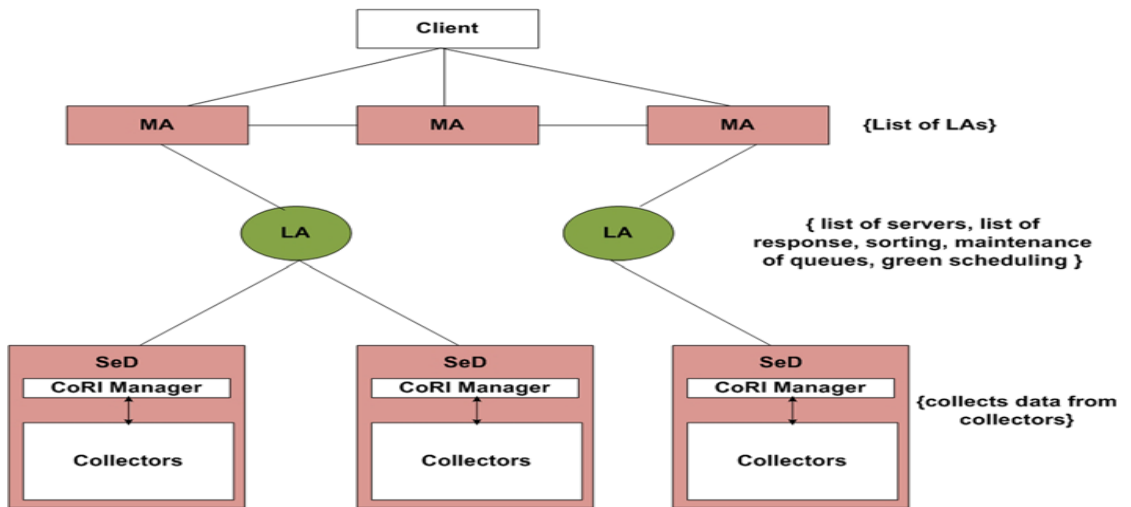 Client
MA
MA
MA
{List of LAs}
LA
LA
{ list of servers, list of
response, sorting, maintenance
of queues, green scheduling }
SeD
CoRI Manager
Collectors
SeD
CoRI Manager
Collectors
SeD
CoRI Manager
Collectors
{collects data from
collectors}